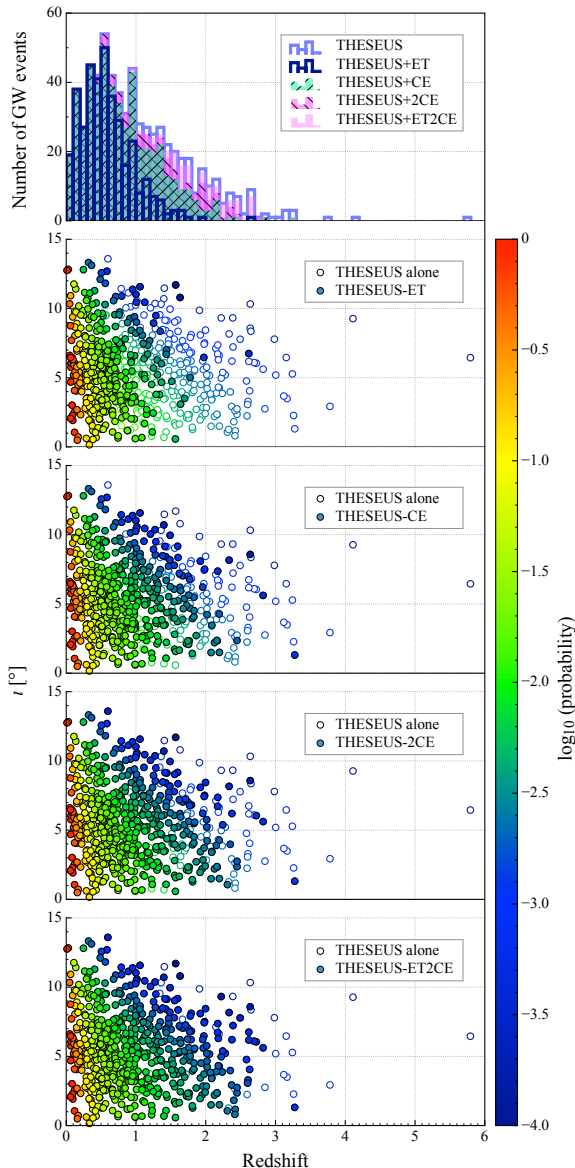 60
40
20
0
Number of GW events
THESEUS
THESEUS+ET
THESEUS+CE
THESEUS+2CE
THESEUS+ET2CE
15
10
5
0
THESEUS alone
THESEUS-ET
15
10
5
0
THESEUS alone
THESEUS-CE
ι [°]
15
10
5
0
THESEUS alone
THESEUS-2CE
15
10
5
0
THESEUS alone
THESEUS-ET2CE
0 1 2 3 4 5 6
Redshift
0
−0.5
−1.0
−1.5
−2.0
−2.5
−3.0
−3.5
−4.0
log₁₀ (probability)